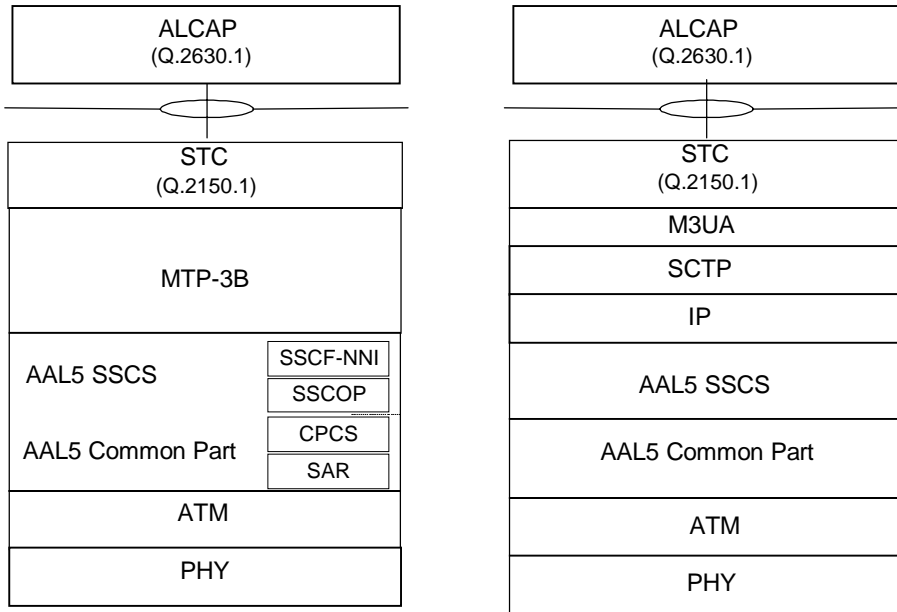 ALCAP
(Q.2630.1)
STC
(Q.2150.1)
MTP-3B
AAL5 SSCS
SSCF-NNI
SSCOP
AAL5 Common Part
CPCS
SAR
ATM
PHY
ALCAP
(Q.2630.1)
STC
(Q.2150.1)
M3UA
SCTP
IP
AAL5 SSCS
AAL5 Common Part
ATM
PHY